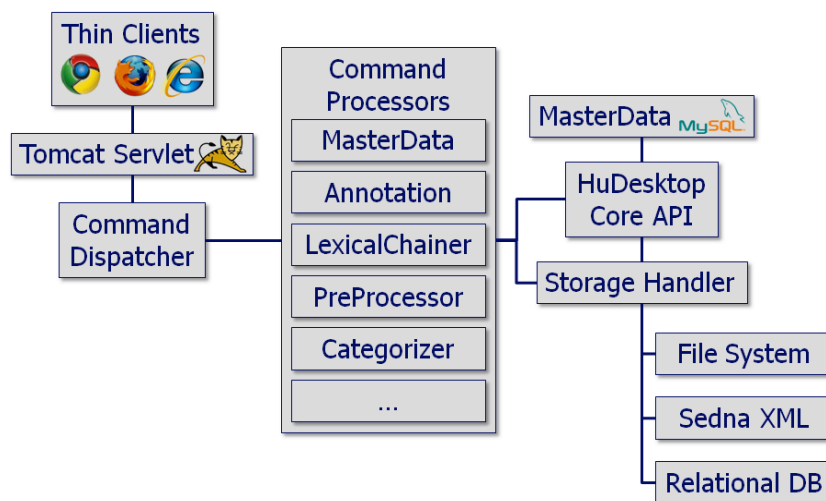 Thin Clients
Tomcat Servlet
Command
Dispatcher
Command
Processors
MasterData
Annotation
LexicalChainer
PreProcessor
Categorizer
...
MasterData MySQL
HuDesktop
Core API
Storage Handler
File System
Sedna XML
Relational DB